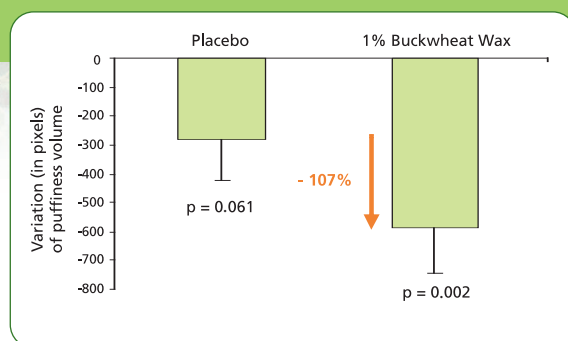 Placebo
1% Buckwheat Wax
Variation (in pixels)
of puffiness volume
0
-100
-200
-300
-400
-500
-600
-700
-800
- 107%
p = 0.061
p = 0.002